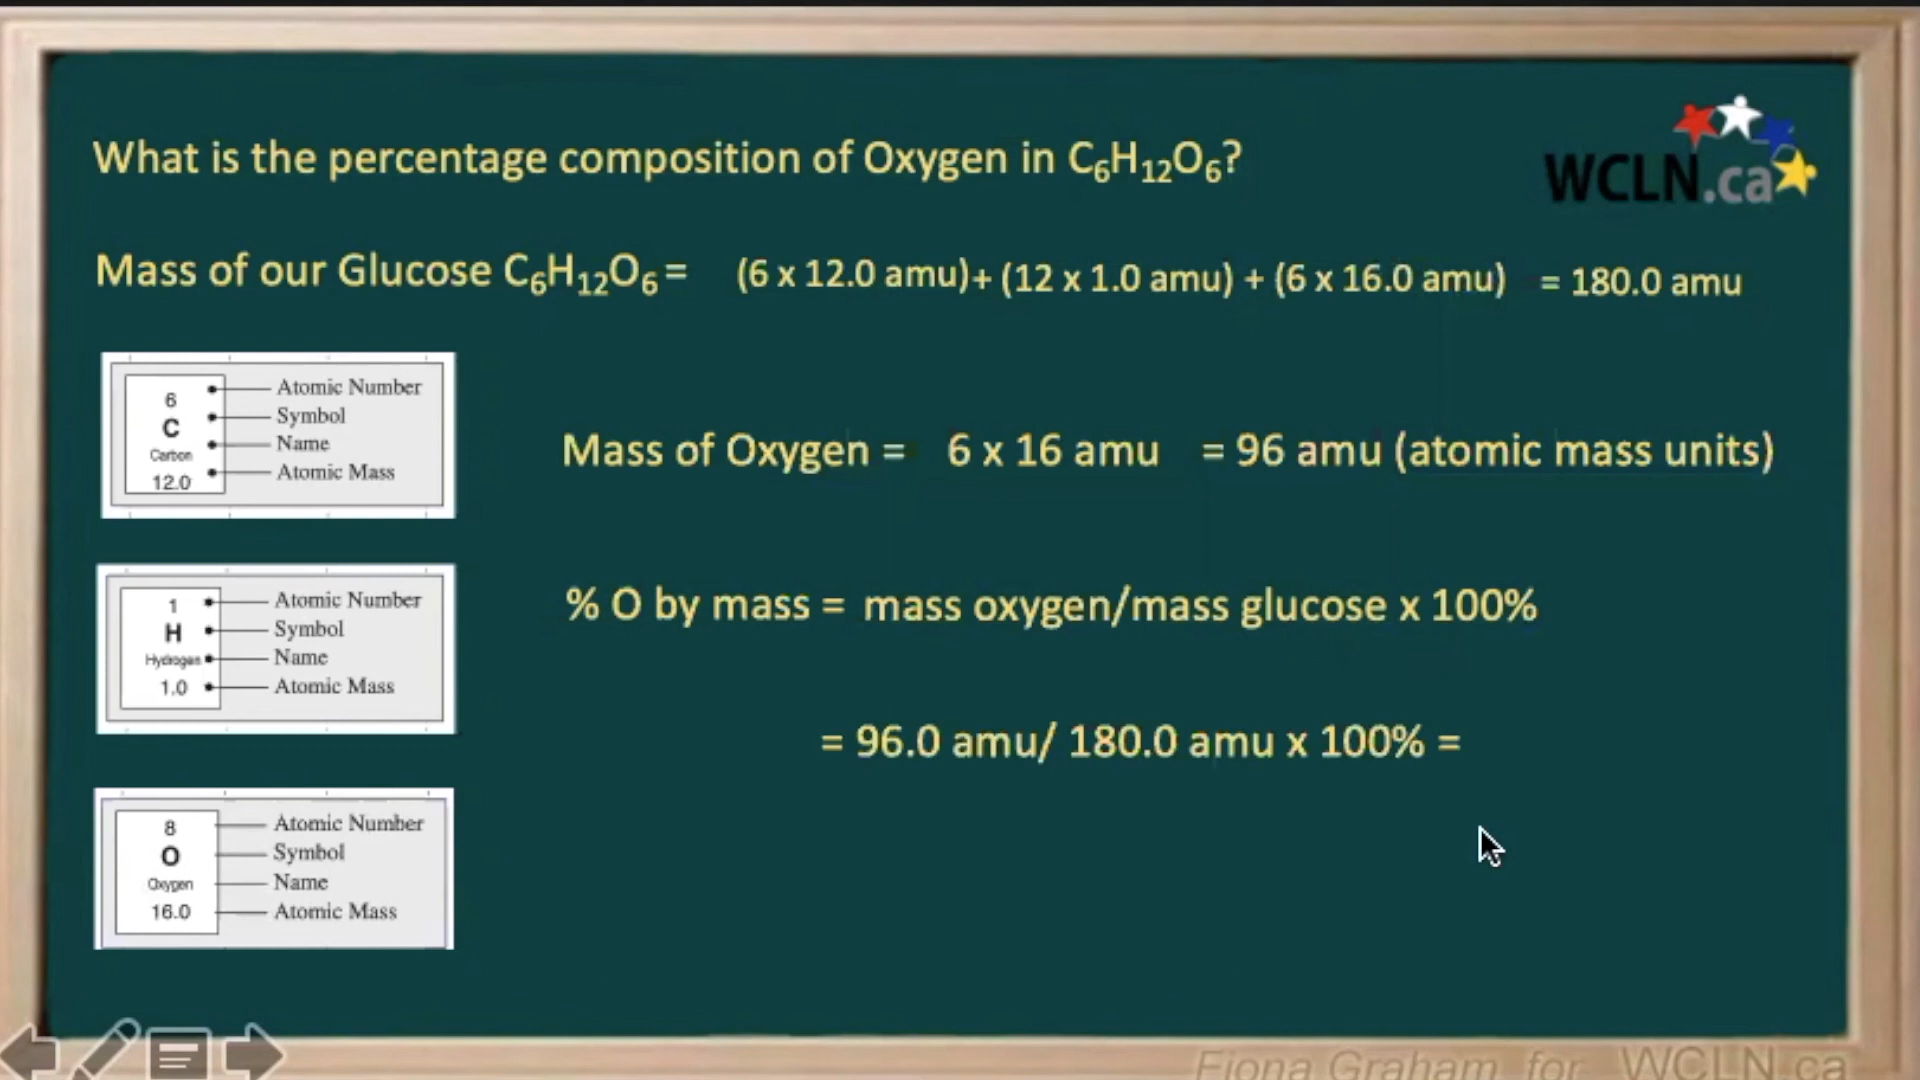 What is the percentage composition of Oxygen in C₆H₁₂O₆?
WCLN.ca
Mass of our Glucose C₆H₁₂O₆ = (6 x 12.0 amu)+ (12 x 1.0 amu) + (6 x 16.0 amu) = 180.0 amu
6
C
Carbon
12.0
Atomic Number
Symbol
Name
Atomic Mass
Mass of Oxygen = 6 x 16 amu = 96 amu (atomic mass units)
1
H
Hydrogen
1.0
Atomic Number
Symbol
Name
Atomic Mass
% O by mass = mass oxygen/mass glucose x 100%
= 96.0 amu/ 180.0 amu x 100% =
8
O
Oxygen
16.0
Atomic Number
Symbol
Name
Atomic Mass
Fiona Graham for WCLN.ca